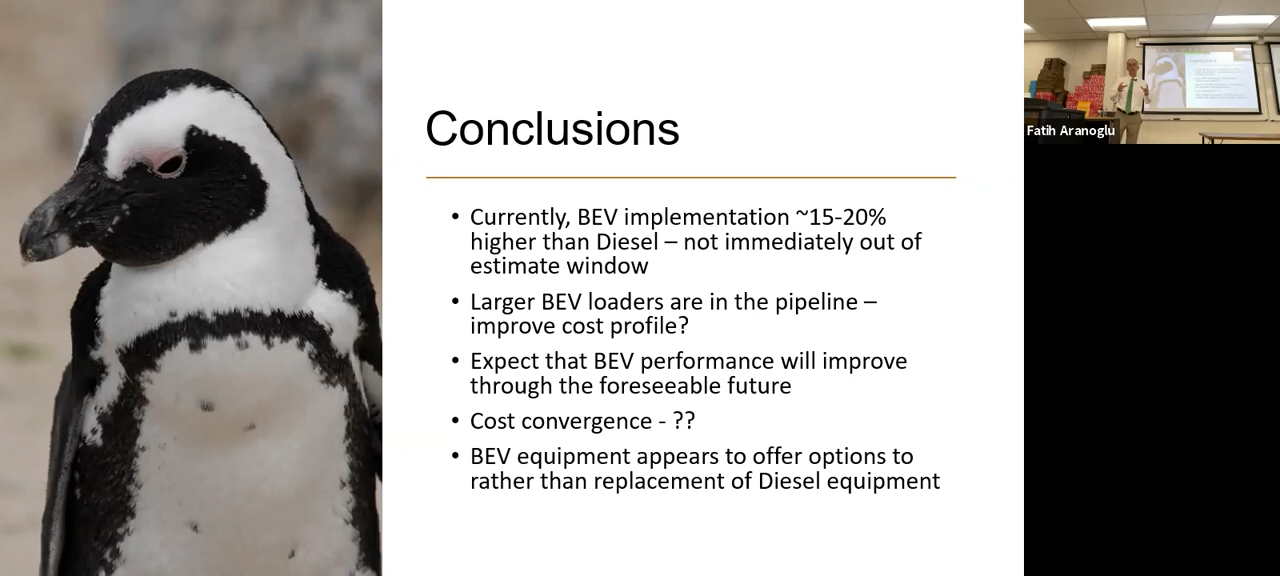 Conclusions
• Currently, BEV implementation ~15-20%
higher than Diesel – not immediately out of
estimate window
• Larger BEV loaders are in the pipeline –
improve cost profile?
• Expect that BEV performance will improve
through the foreseeable future
• Cost convergence - ??
• BEV equipment appears to offer options to
rather than replacement of Diesel equipment
Fatih Aranoglu